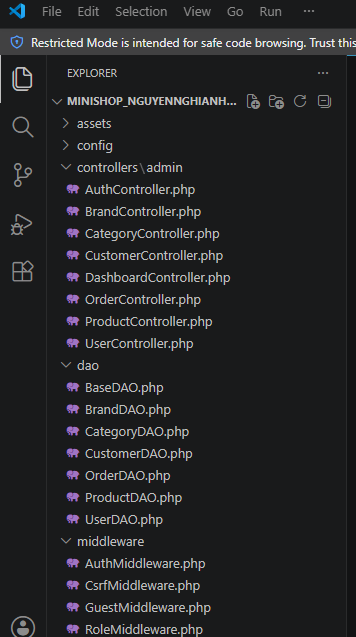 File Edit Selection View Go Run ···
Restricted Mode is intended for safe code browsing. Trust this
EXPLORER ···
MINISHOP_NGUYENNGHIANH...
assets
config
controllers\admin
AuthController.php
BrandController.php
CategoryController.php
CustomerController.php
DashboardController.php
OrderController.php
ProductController.php
UserController.php
dao
BaseDAO.php
BrandDAO.php
CategoryDAO.php
CustomerDAO.php
OrderDAO.php
ProductDAO.php
UserDAO.php
middleware
AuthMiddleware.php
CsrfMiddleware.php
GuestMiddleware.php
RoleMiddleware.php